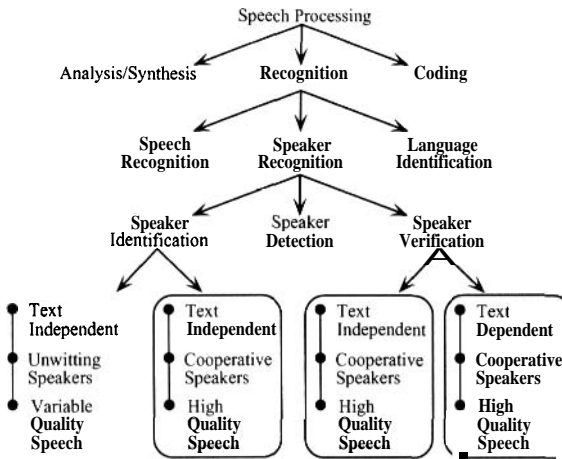 Speech Processing
Analysis/Synthesis
Recognition
Coding
Speech
Recognition
Speaker
Recognition
Language
Identification
Speaker
Identification
Speaker
Detection
Speaker
Verification
Text
Independent
Unwitting
Speakers
Variable
Quality
Speech
Text
Independent
Cooperative
Speakers
High
Quality
Speech
Text
Independent
Cooperative
Speakers
High
Quality
Speech
Text
Dependent
Cooperative
Speakers
High
Quality
Speech